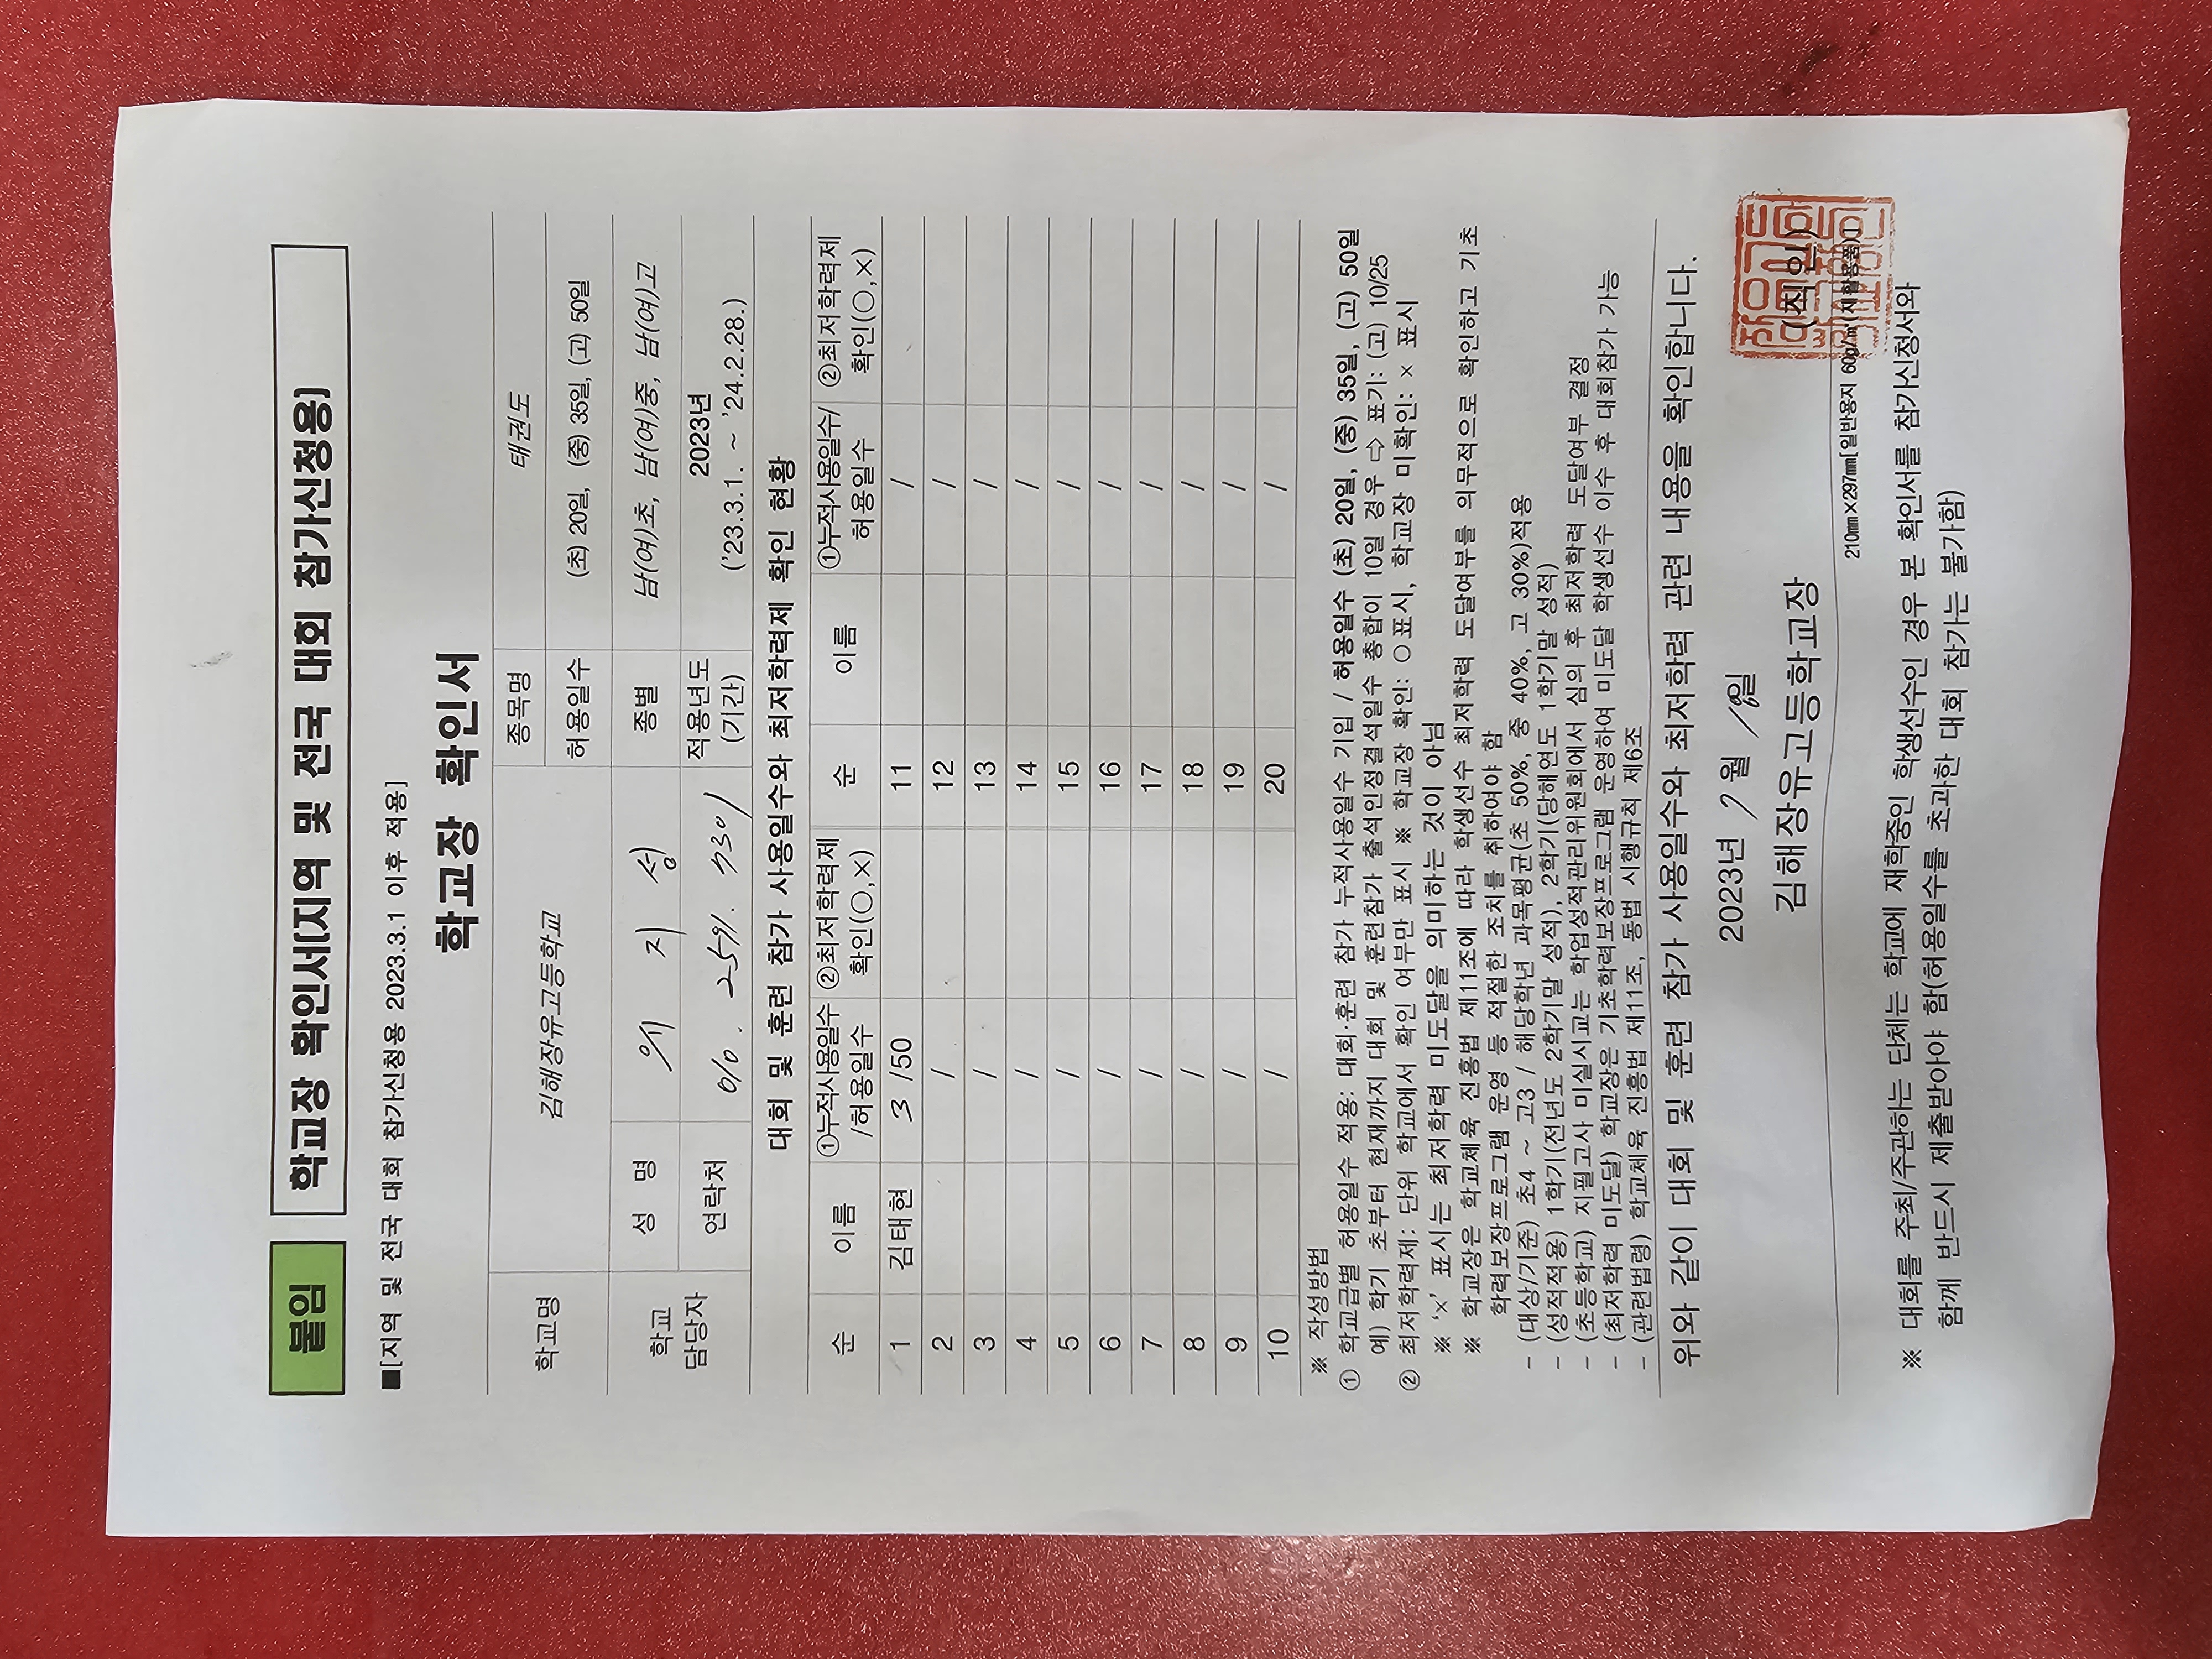 붙임
학교장 확인서(지역 및 전국 대회 참가신청용)
■[지역 및 전국 대회 참가신청용 2023.3.1 이후 적용]
학교장 확인서
학교명 김해장유고등학교 종목명 태권도
허용일수 (초) 20일, (중) 35일, (고) 50일
학교 담당자 성 명 지 성 종별 남(여)초, 남(여)중, 남(여)고
연락처 010. 2591. 9301 적용년도 (기간) 2023년
('23.3.1. ~ '24.2.28.)
대회 및 훈련 참가 사용일수와 최저학력제 확인 현황
순 이름 ①누적사용일수 /허용일수 ②최저학력제 확인(○,×) 순 이름 ①누적사용일수/ 허용일수 ②최저학력제 확인(○,×)
1 김태현 3 /50 11 /
2 / 12 /
3 / 13 /
4 / 14 /
5 / 15 /
6 / 16 /
7 / 17 /
8 / 18 /
9 / 19 /
10 / 20 /
※ 작성방법
① 학교급별 허용일수 적용: 대회·훈련 참가 누적사용일수 기입 / 허용일수 (초) 20일, (중) 35일, (고) 50일
예) 학기 초부터 현재까지 대회 및 훈련참가 출석인정결석일수 총합이 10일 경우 ⇨ 표기: (고) 10/25
② 최저학력제: 단위 학교에서 확인 여부만 표시 ※ 학교장 확인: ○ 표시, 학교장 미확인: × 표시
※ '×' 표시는 최저학력 미도달을 의미하는 것이 아님
※ 학교장은 학교체육 진흥법 제11조에 따라 학생선수 최저학력 도달여부를 의무적으로 확인하고 기초
학력보장프로그램 운영 등 적절한 조치를 취하여야 함
- (대상/기준) 초4 ~ 고3 / 해당학년 과목평균(초 50%, 중 40%, 고 30%)적용
- (성적적용) 1학기(전년도 2학기말 성적), 2학기(당해연도 1학기말 성적)
- (초등학교) 지필고사 미실시교는 학업성적관리위원회에서 심의 후 최저학력 도달여부 결정
- (최저학력 미도달) 학교장은 기초학력보장프로그램 운영하여 미도달 학생선수 이수 후 대회참가 가능
- (관련법령) 학교체육 진흥법 제11조, 동법 시행규칙 제6조
위와 같이 대회 및 훈련 참가 사용일수와 최저학력 관련 내용을 확인합니다.
2023년 7월 18일
김해장유고등학교장 (직인)
210㎜×297㎜[일반용지 60g/㎡(재활용품)]
※ 대회를 주최/주관하는 단체는 학교에 재학중인 학생선수인 경우 본 확인서를 참가신청서와
함께 반드시 제출받아야 함(허용일수를 초과한 대회 참가는 불가함)